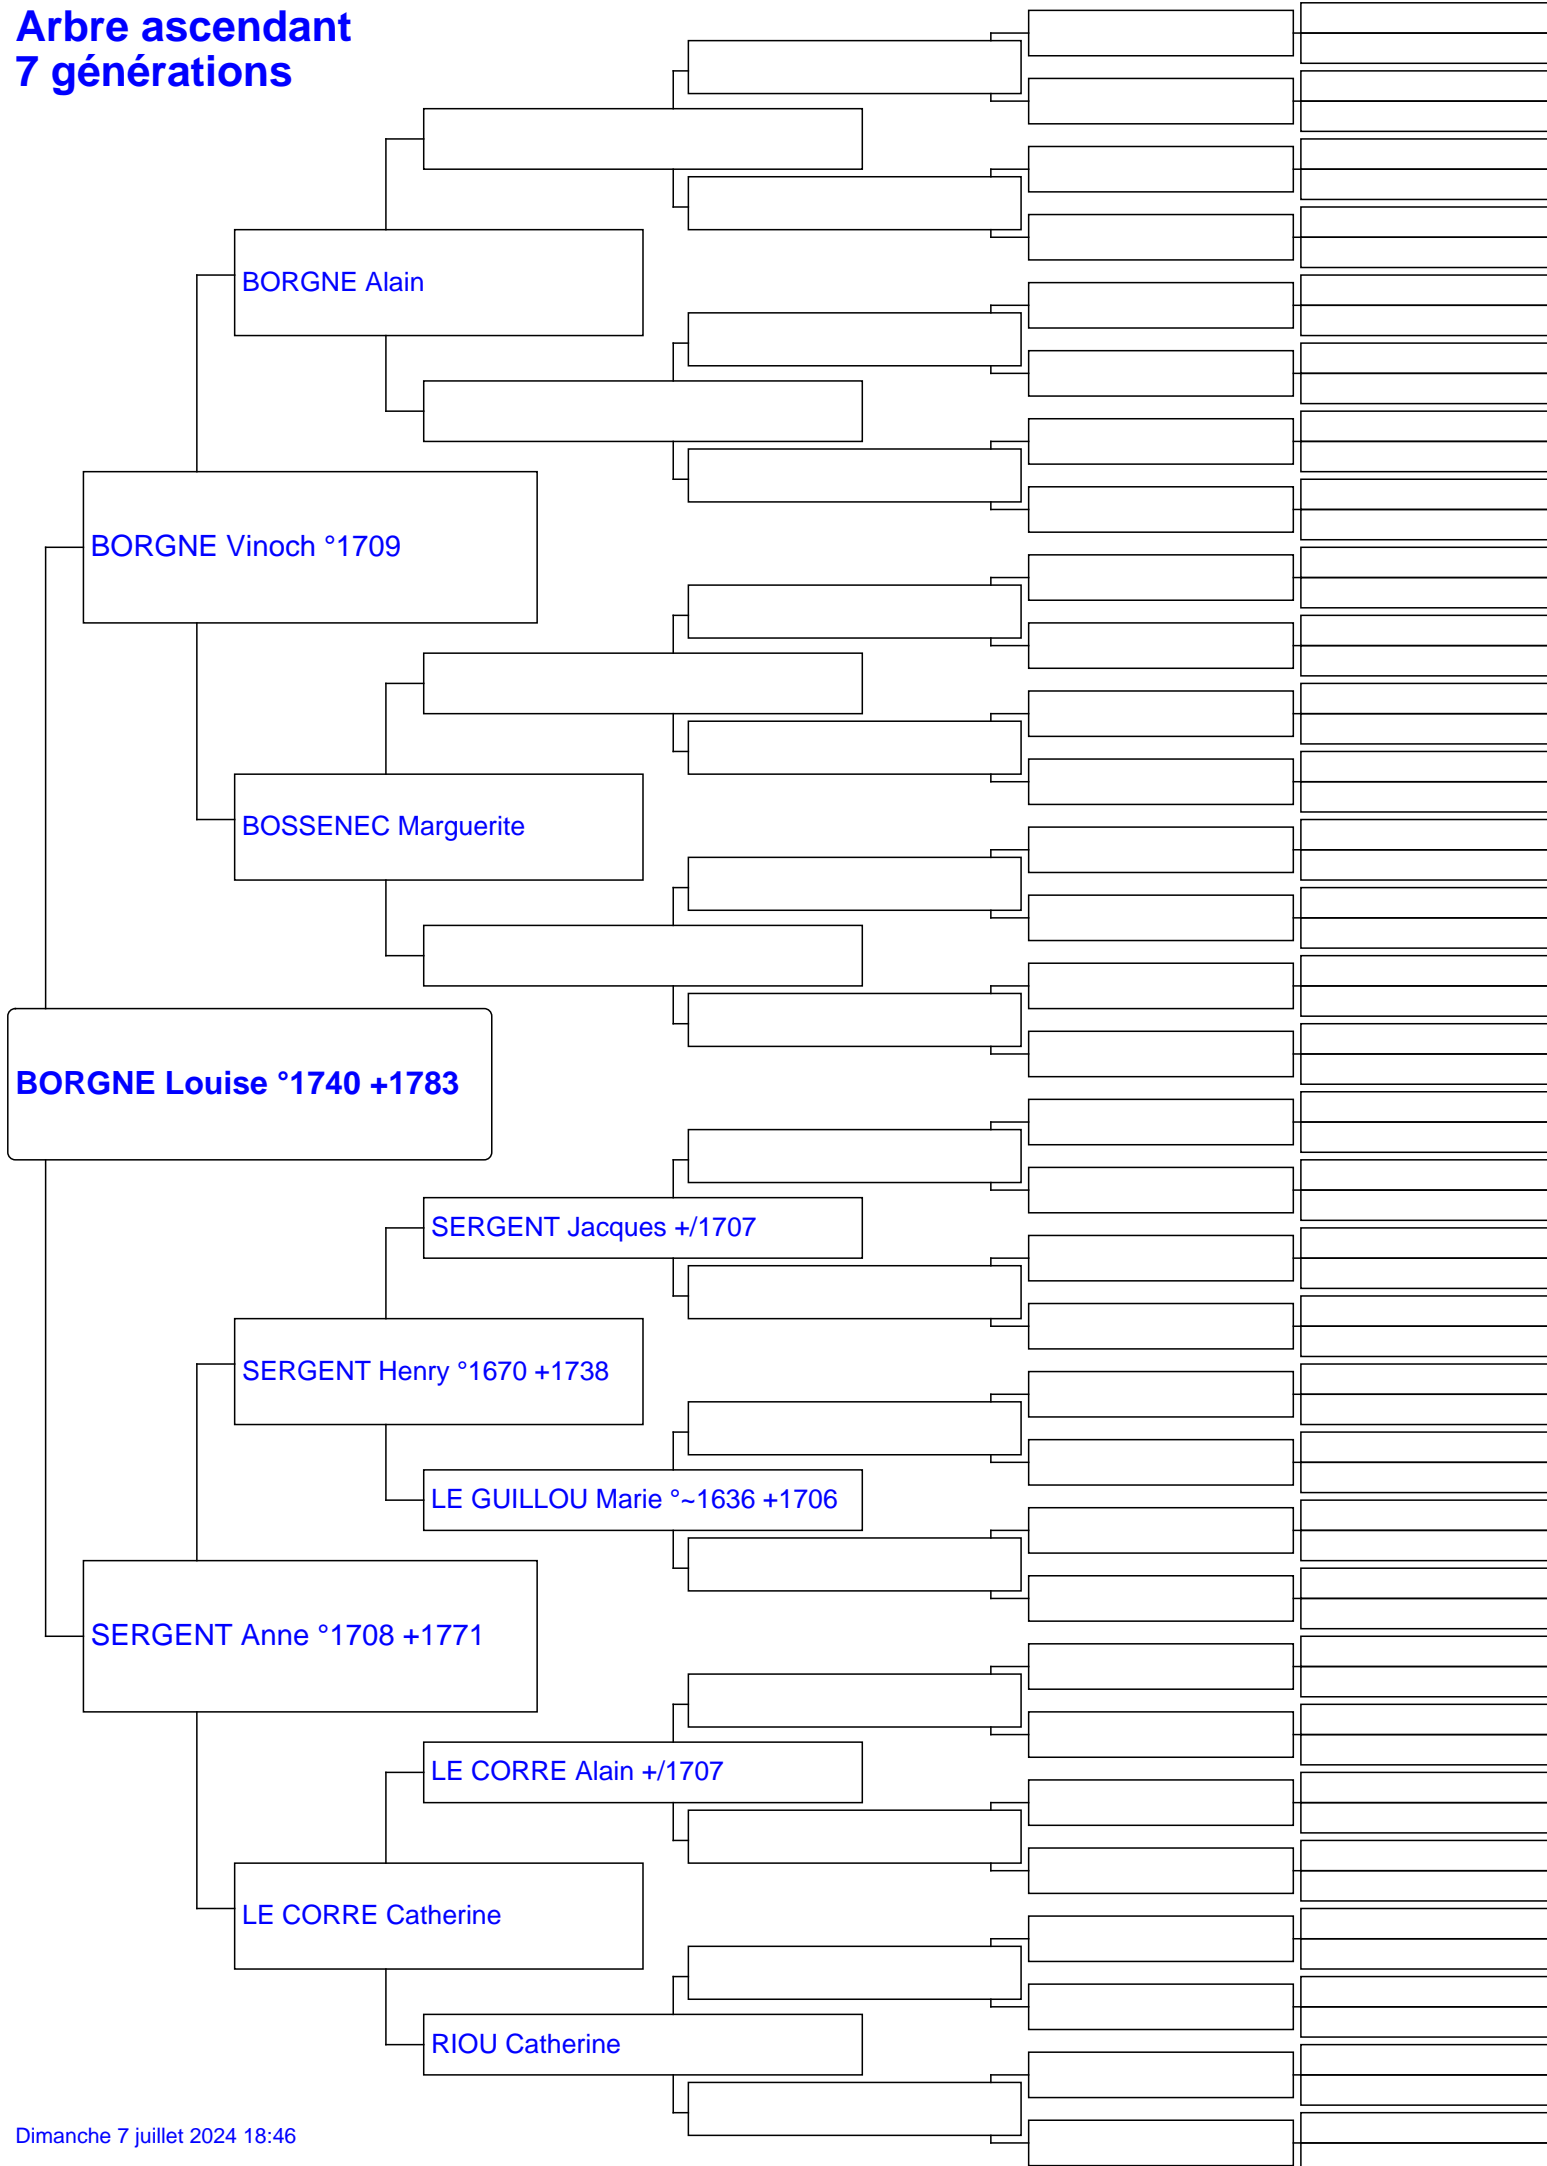 Arbre ascendant
7 générations
BORGNE Alain
BORGNE Vinoch °1709
BOSSENEC Marguerite
BORGNE Louise °1740 +1783
SERGENT Jacques +/1707
SERGENT Henry °1670 +1738
LE GUILLOU Marie °~1636 +1706
SERGENT Anne °1708 +1771
LE CORRE Alain +/1707
LE CORRE Catherine
RIOU Catherine
Dimanche 7 juillet 2024 18:46